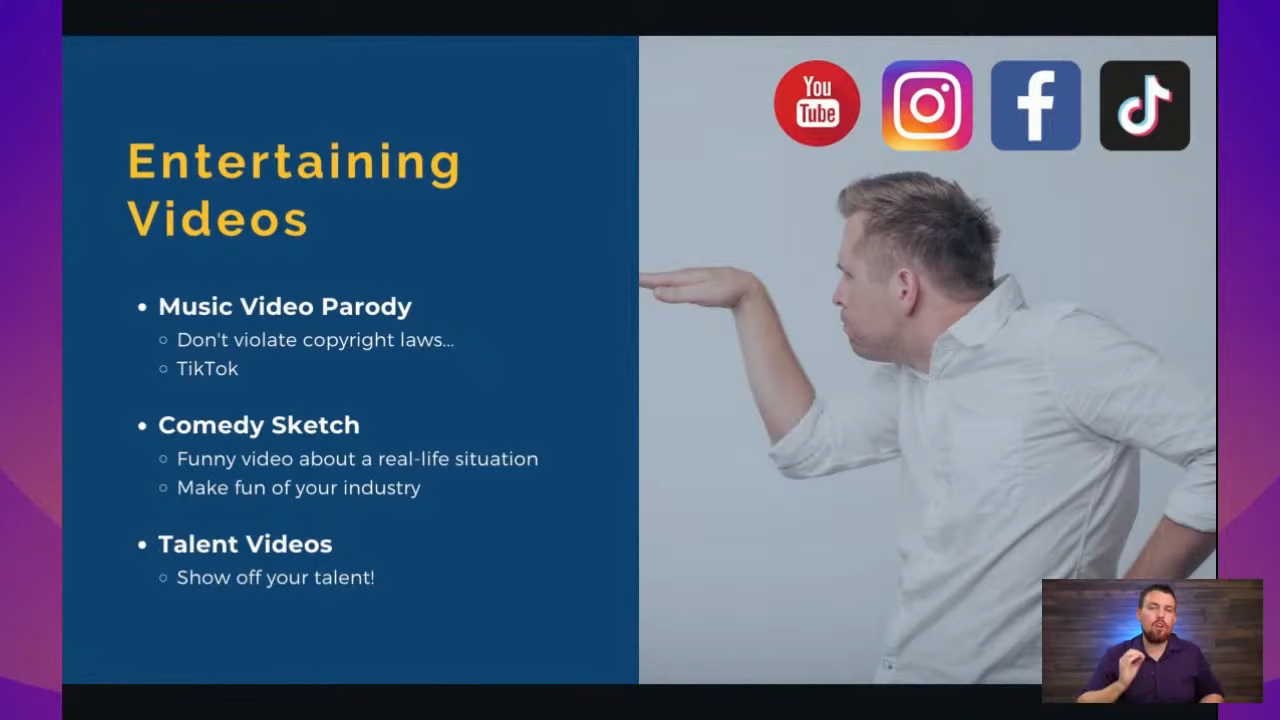 You
Tube
Entertaining
Videos
• Music Video Parody
○ Don't violate copyright laws...
○ TikTok
• Comedy Sketch
○ Funny video about a real-life situation
○ Make fun of your industry
• Talent Videos
○ Show off your talent!